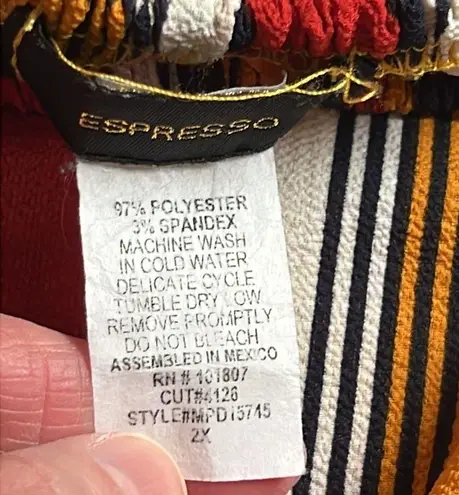 ESPRESSO
97% POLYESTER
3% SPANDEX
MACHINE WASH
IN COLD WATER
DELICATE CYCLE
TUMBLE DRY LOW
REMOVE PROMPTLY
DO NOT BLEACH
ASSEMBLED IN MEXICO
RN # 101807
CUT#4126
STYLE#MPD15745
2X